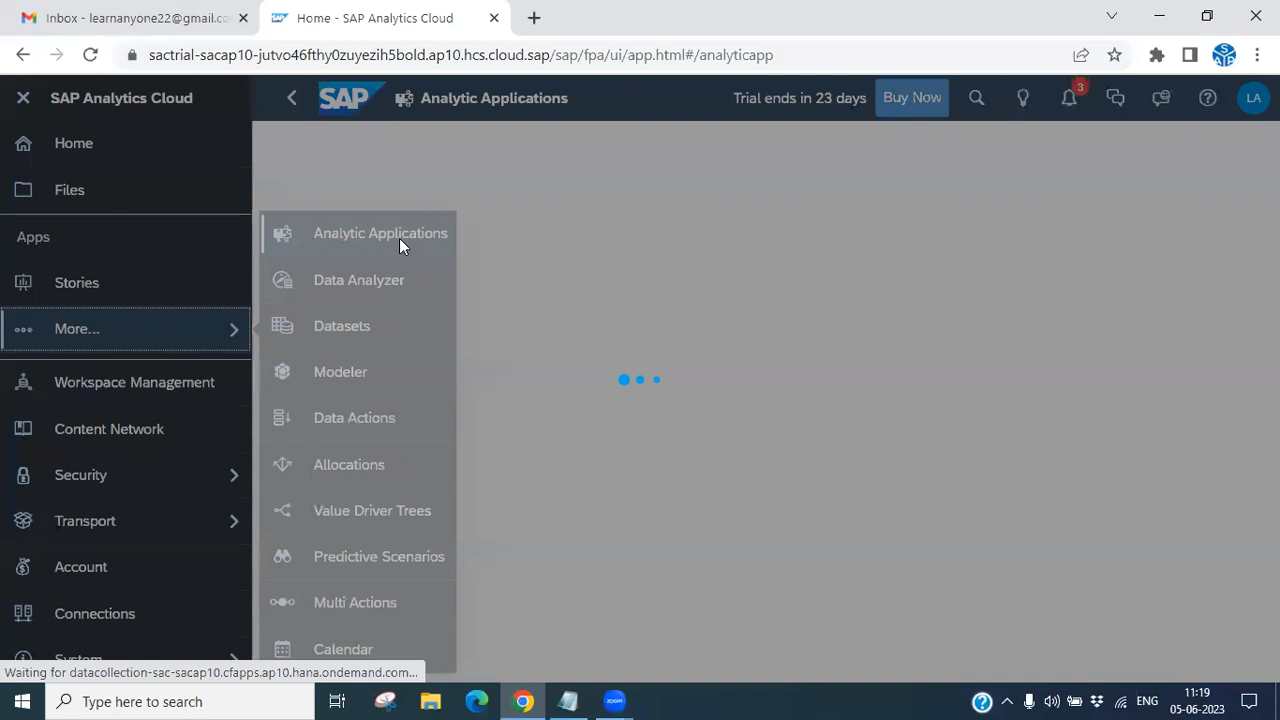 Inbox - learnanyone22@gmail.co
Home - SAP Analytics Cloud
sactrial-sacap10-jutvo46fthy0zuyezih5bold.ap10.hcs.cloud.sap/sap/fpa/ui/app.html#/analyticapp
SAP Analytics Cloud
SAP
Analytic Applications
Trial ends in 23 days
Buy Now
3
LA
Home
Files
Apps
Stories
More...
Workspace Management
Content Network
Security
Transport
Account
Connections
System
Analytic Applications
Data Analyzer
Datasets
Modeler
Data Actions
Allocations
Value Driver Trees
Predictive Scenarios
Multi Actions
Calendar
Waiting for datacollection-sac-sacap10.cfapps.ap10.hana.ondemand.com...
Type here to search
zoom
ENG
11:19
05-06-2023